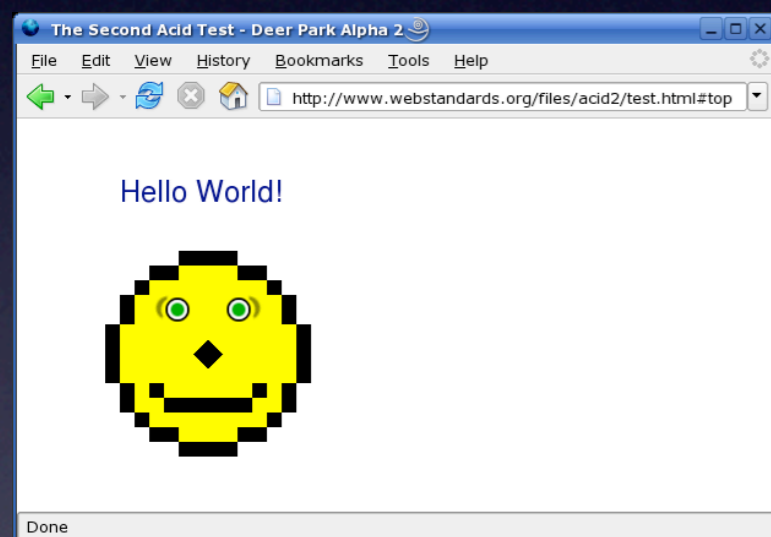 The Second Acid Test - Deer Park Alpha 2
File Edit View History Bookmarks Tools Help
http://www.webstandards.org/files/acid2/test.html#top
Hello World!
Done